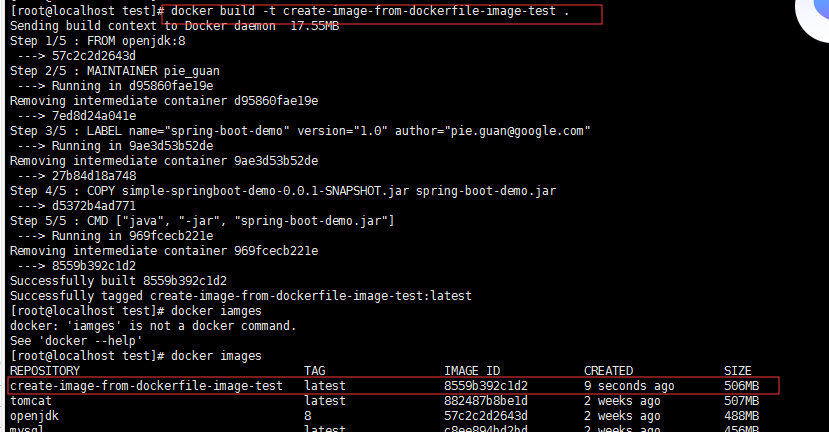 [root@localhost test]# docker build -t create-image-from-dockerfile-image-test .
Sending build context to Docker daemon  17.55MB
Step 1/5 : FROM openjdk:8
 ---> 57c2c2d2643d
Step 2/5 : MAINTAINER pie_guan
 ---> Running in d95860fae19e
Removing intermediate container d95860fae19e
 ---> 7ed8d24a041e
Step 3/5 : LABEL name="spring-boot-demo" version="1.0" author="pie.guan@google.com"
 ---> Running in 9ae3d53b52de
Removing intermediate container 9ae3d53b52de
 ---> 27b84d18a748
Step 4/5 : COPY simple-springboot-demo-0.0.1-SNAPSHOT.jar spring-boot-demo.jar
 ---> d5372b4ad771
Step 5/5 : CMD ["java", "-jar", "spring-boot-demo.jar"]
 ---> Running in 969fcecb221e
Removing intermediate container 969fcecb221e
 ---> 8559b392c1d2
Successfully built 8559b392c1d2
Successfully tagged create-image-from-dockerfile-image-test:latest
[root@localhost test]# docker iamges
docker: 'iamges' is not a docker command.
See 'docker --help'
[root@localhost test]# docker images
REPOSITORY TAG IMAGE ID CREATED SIZE
create-image-from-dockerfile-image-test latest 8559b392c1d2 9 seconds ago 506MB
tomcat latest 882487b8be1d 2 weeks ago 507MB
openjdk 8 57c2c2d2643d 2 weeks ago 488MB
mysql latest c8ee894bd2bd 2 weeks ago 456MB